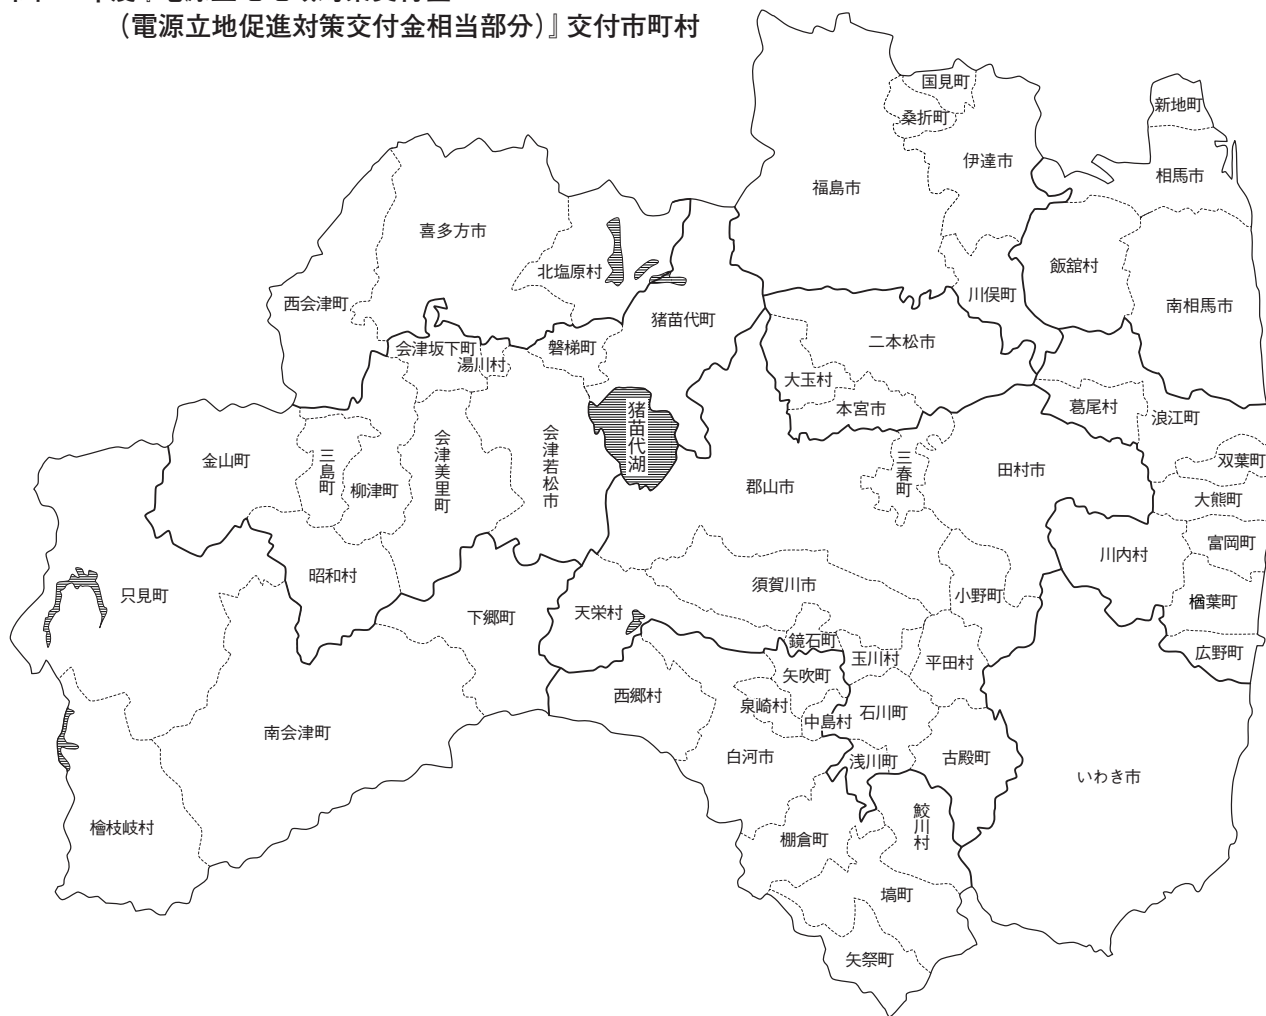 （電源立地促進対策交付金相当部分）』交付市町村
国見町
桑折町
新地町
伊達市
相馬市
福島市
喜多方市
飯舘村
北塩原村
川俣町
南相馬市
西会津町
猪苗代町
二本松市
会津坂下町
磐梯町
湯川村
大玉村
本宮市
葛尾村
浪江町
猪苗代湖
会津若松市
会津美里町
三島町
三春町
金山町
柳津町
郡山市
田村市
双葉町
大熊町
富岡町
川内村
昭和村
只見町
須賀川市
小野町
楢葉町
下郷町
天栄村
鏡石町
玉川村
平田村
広野町
矢吹町
西郷村
泉崎村
中島村
石川町
南会津町
白河市
浅川町
古殿町
いわき市
檜枝岐村
棚倉町
鮫川村
塙町
矢祭町